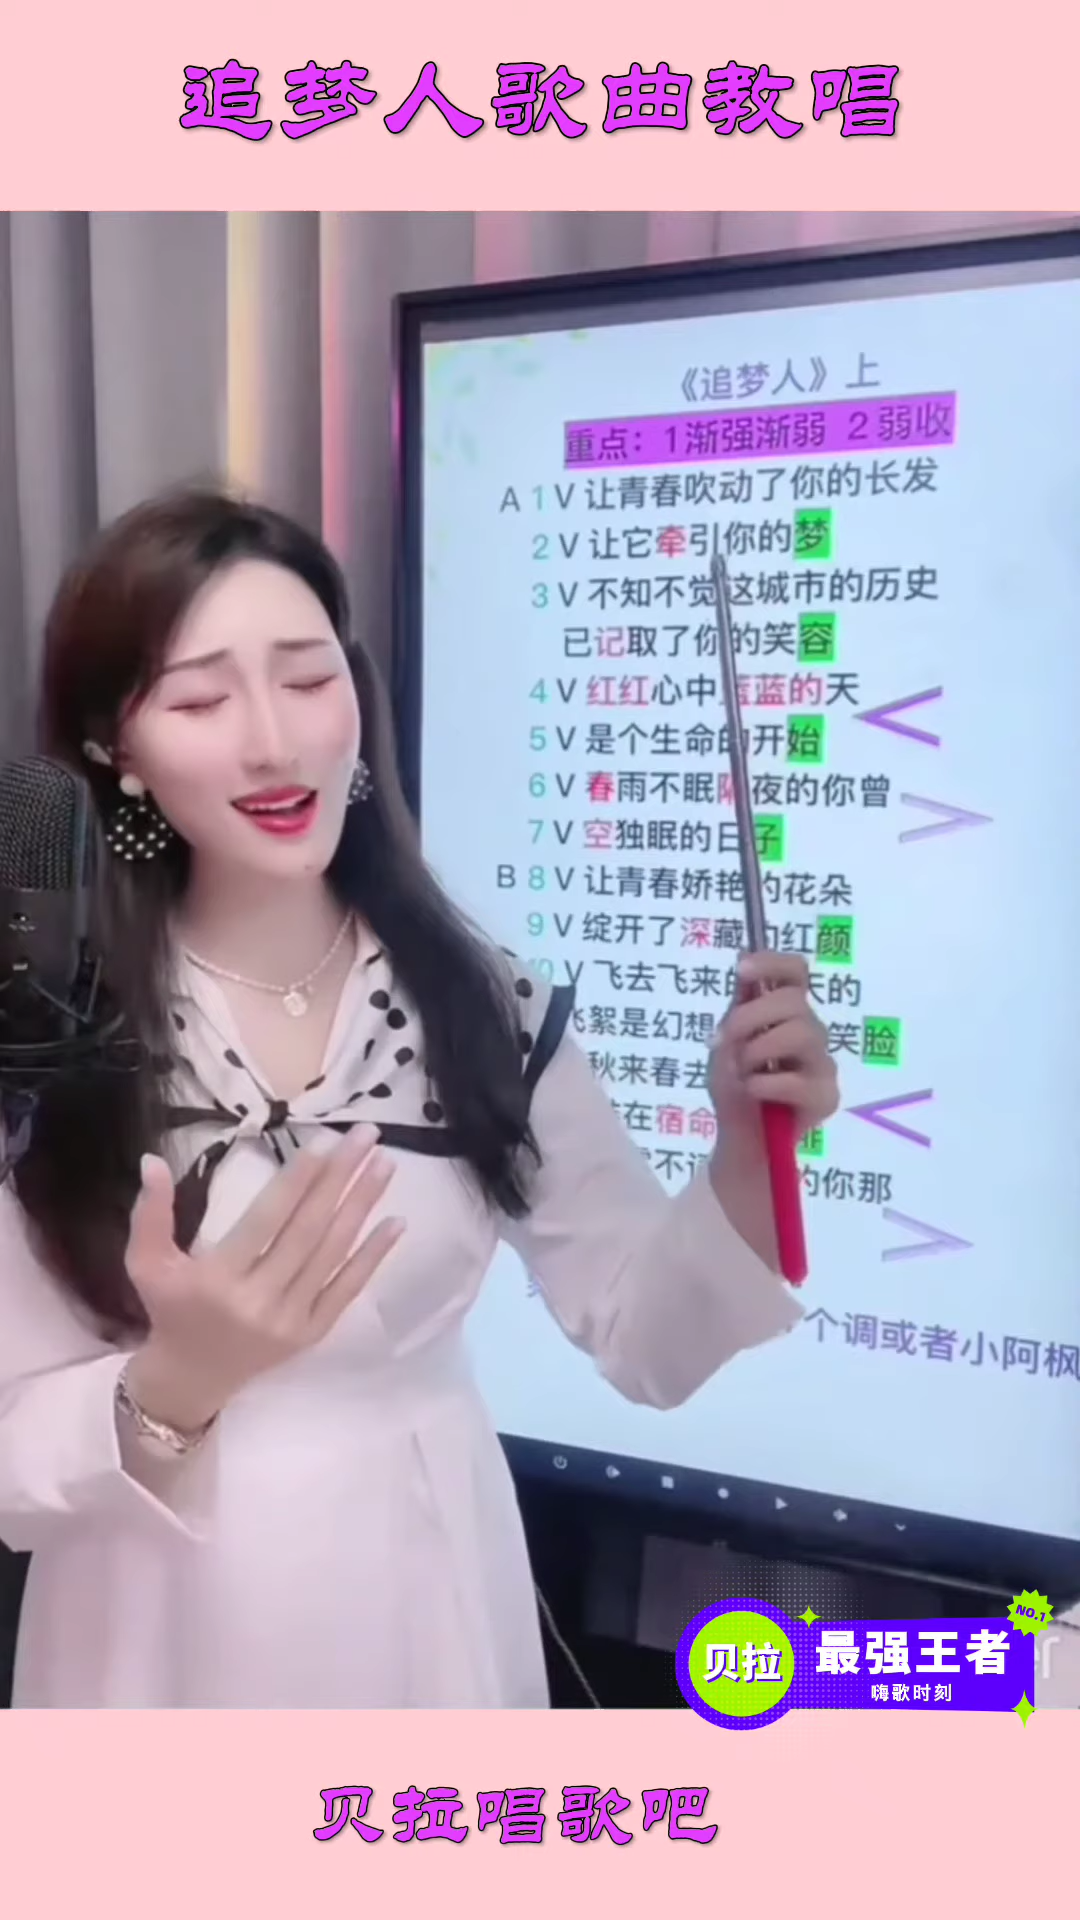 追梦人歌曲教唱
《追梦人》上
重点：1渐强渐弱 2弱收
A 1 V 让青春吹动了你的长发
2 V 让它牵引你的梦
3 V 不知不觉这城市的历史
已记取了你的笑容
4 V 红红心中蓝蓝的天
5 V 是个生命的开始
6 V 春雨不眠隔夜的你曾
7 V 空独眠的日子
B 8 V 让青春娇艳的花朵
9 V 绽开了深藏的红颜
10 V 飞去飞来的 天的
飞絮是幻想 笑脸
秋来春去
在宿命
不 的你那
个调或者小阿枫
NO.1
贝拉
最强王者
嗨歌时刻
贝拉唱歌吧